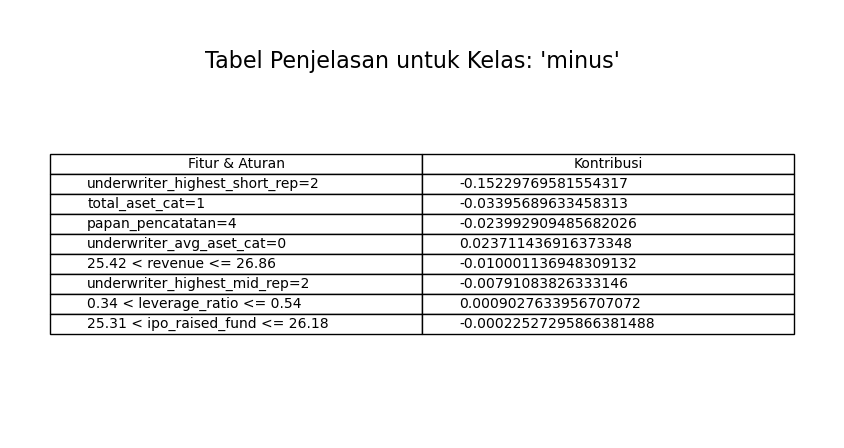 Tabel Penjelasan untuk Kelas: 'minus'
Fitur & Aturan Kontribusi
underwriter_highest_short_rep=2 -0.15229769581554317
total_aset_cat=1 -0.03395689633458313
papan_pencatatan=4 -0.023992909485682026
underwriter_avg_aset_cat=0 0.023711436916373348
25.42 < revenue <= 26.86 -0.010001136948309132
underwriter_highest_mid_rep=2 -0.00791083826333146
0.34 < leverage_ratio <= 0.54 0.0009027633956707072
25.31 < ipo_raised_fund <= 26.18 -0.00022527295866381488